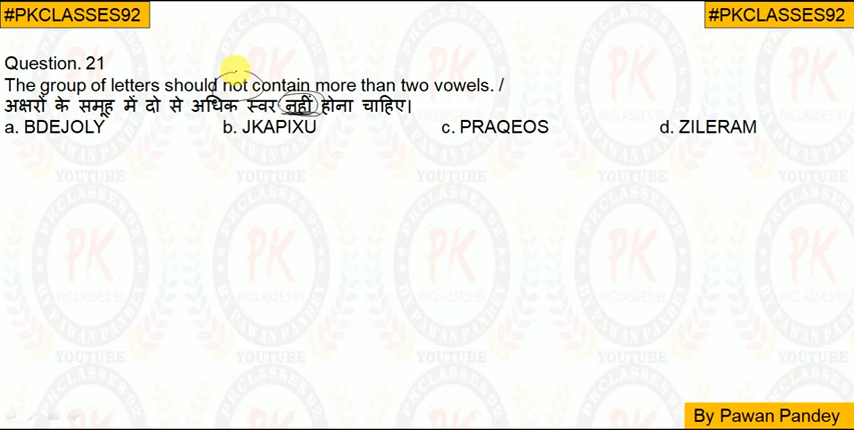 #PKCLASSES92 #PKCLASSES92
Question. 21
The group of letters should not contain more than two vowels. /
अक्षरों के समूह में दो से अधिक स्वर नहीं होना चाहिए।
a. BDEJOLY b. JKAPIXU c. PRAQEOS d. ZILERAM
By Pawan Pandey